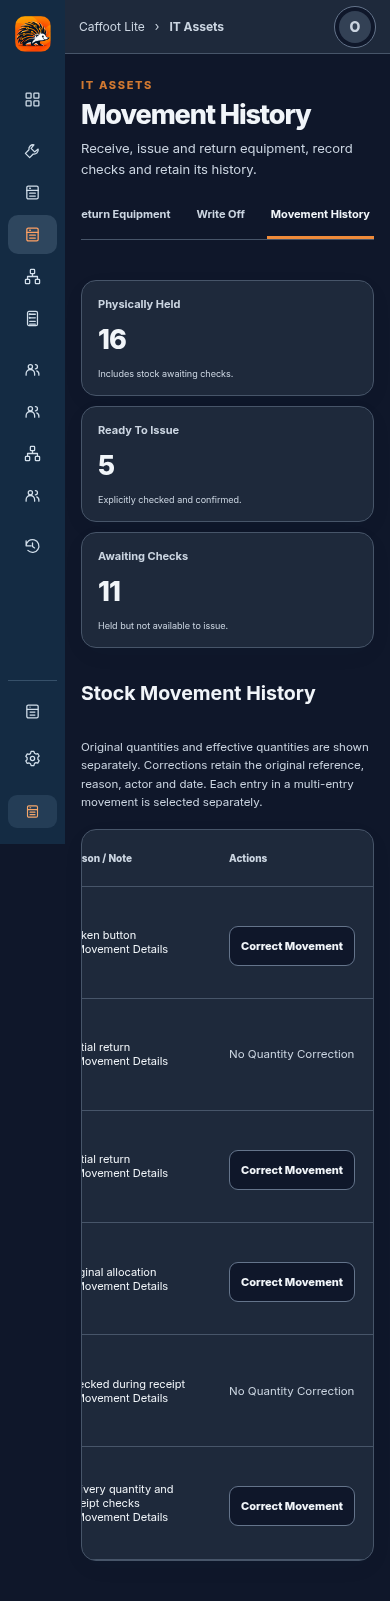 Caffoot Lite › IT Assets
O
IT ASSETS
Movement History
Receive, issue and return equipment, record
checks and retain its history.
eturn Equipment Write Off Movement History
Physically Held
16
Includes stock awaiting checks.
Ready To Issue
5
Explicitly checked and confirmed.
Awaiting Checks
11
Held but not available to issue.
Stock Movement History
Original quantities and effective quantities are shown
separately. Corrections retain the original reference,
reason, actor and date. Each entry in a multi-entry
movement is selected separately.
son / Note Actions
ken button
Movement Details
Correct Movement
tial return
Movement Details
No Quantity Correction
tial return
Movement Details
Correct Movement
ginal allocation
Movement Details
Correct Movement
ecked during receipt
Movement Details
No Quantity Correction
ivery quantity and
eipt checks
Movement Details
Correct Movement